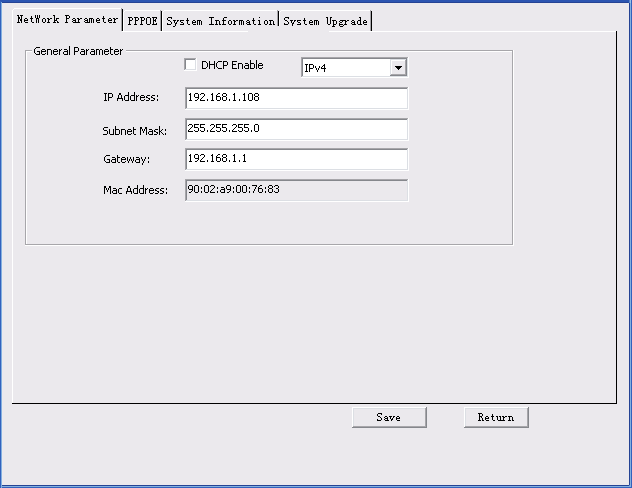 NetWork Parameter PPPOE System Information System Upgrade
General Parameter
DHCP Enable IPv4
IP Address: 192.168.1.108
Subnet Mask: 255.255.255.0
Gateway: 192.168.1.1
Mac Address: 90:02:a9:00:76:83
Save Return